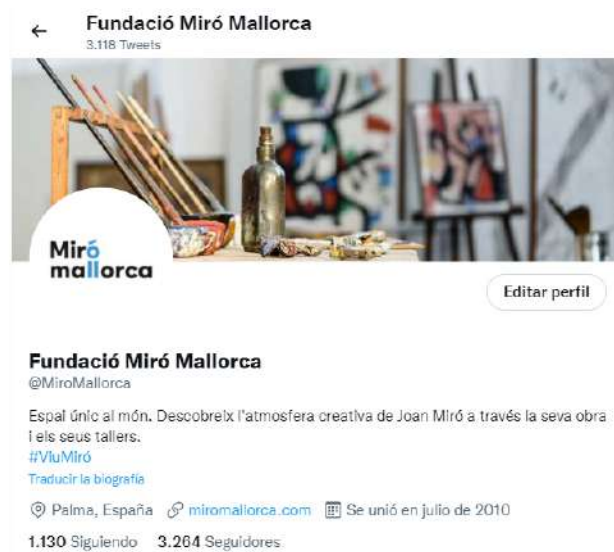 Fundació Miró Mallorca
3.118 Tweets
Miró
mallorca
Editar perfil
Fundació Miró Mallorca
@MiroMallorca
Espai únic al món. Descobreix l'atmosfera creativa de Joan Miró a través la seva obra
i els seus tallers.
#ViuMiró
Traducir la biografía
Palma, España miromallorca.com Se unió en julio de 2010
1.130 Siguiendo 3.264 Seguidores